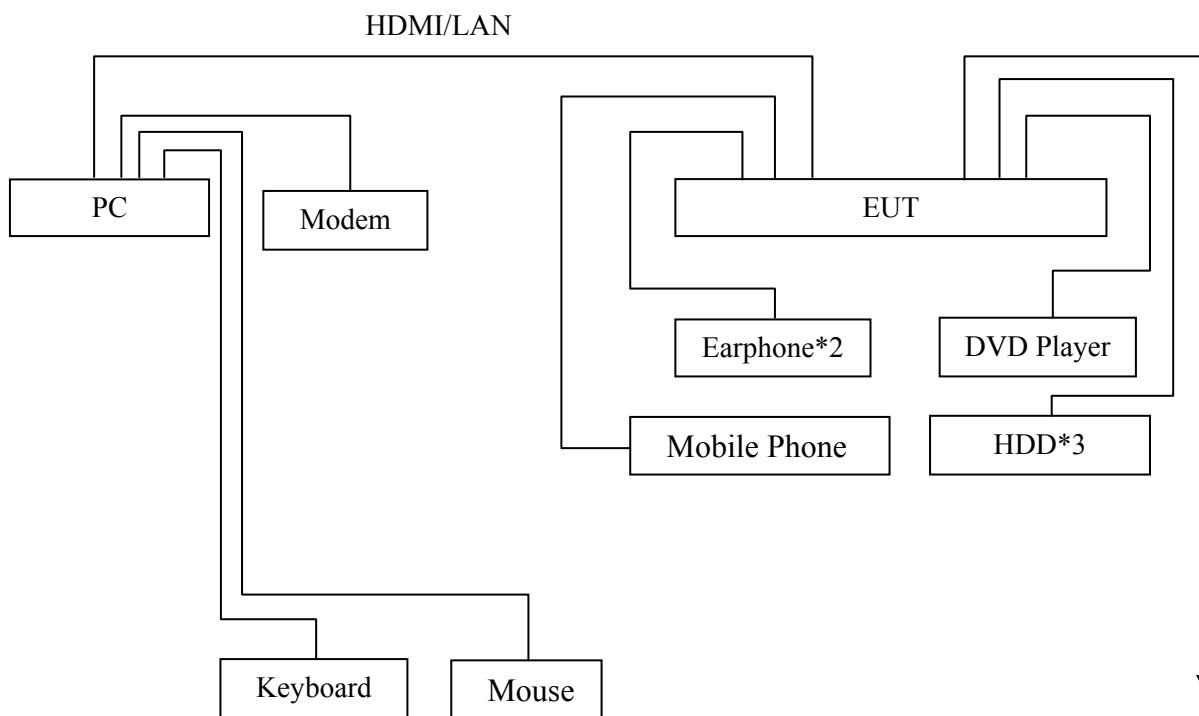 HDMI/LAN
PC
Modem
EUT
Earphone*2
DVD Player
Mobile Phone
HDD*3
Keyboard
Mouse